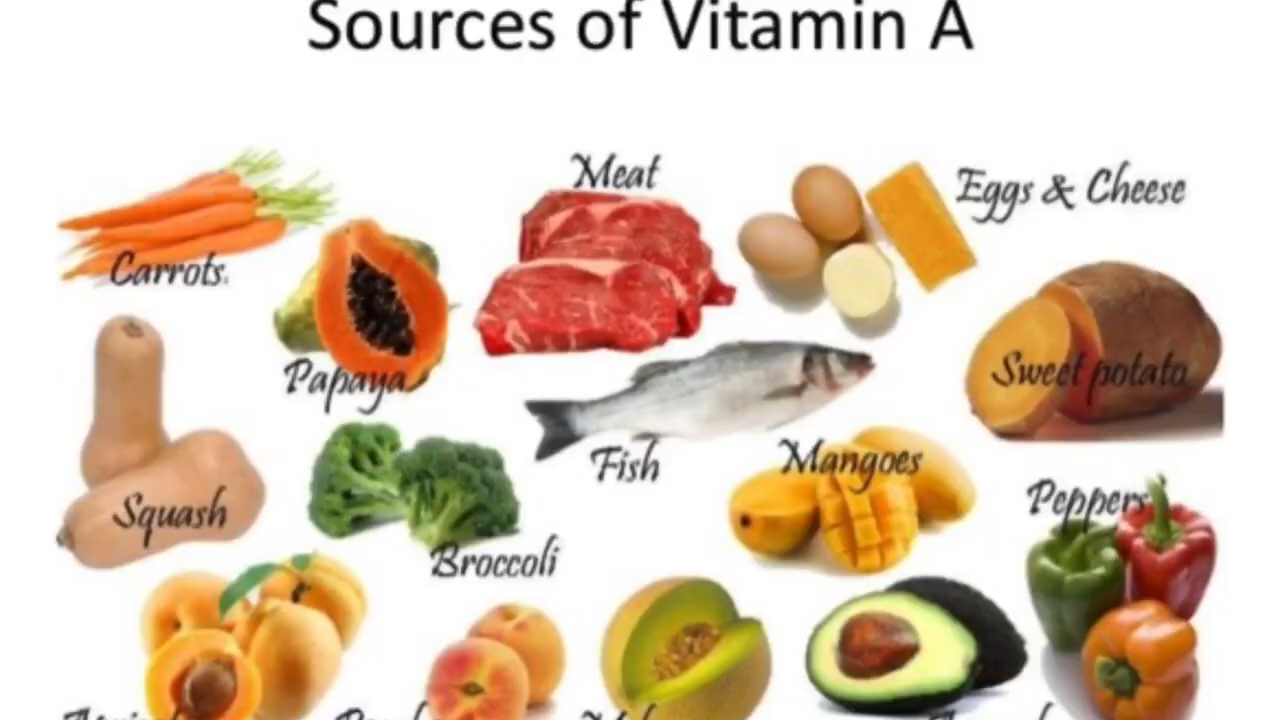 Sources of Vitamin A
Meat
Eggs & Cheese
Carrots
Papaya
Sweet potato
Fish
Mangoes
Squash
Peppers
Broccoli